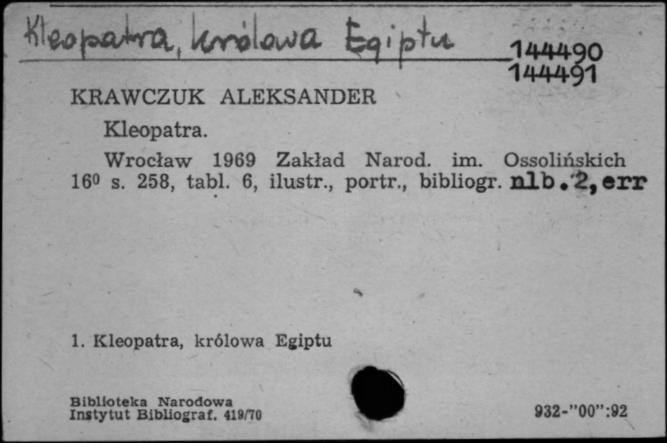 Kleopatra, królowa Egiptu
144490
144491
KRAWCZUK ALEKSANDER
Kleopatra.
Wrocław 1969 Zakład Narod. im. Ossolińskich
16⁰ s. 258, tabl. 6, ilustr., portr., bibliogr. nlb.2,err
1. Kleopatra, królowa Egiptu
Biblioteka Narodowa
Instytut Bibliograf. 419/70
932-"00":92